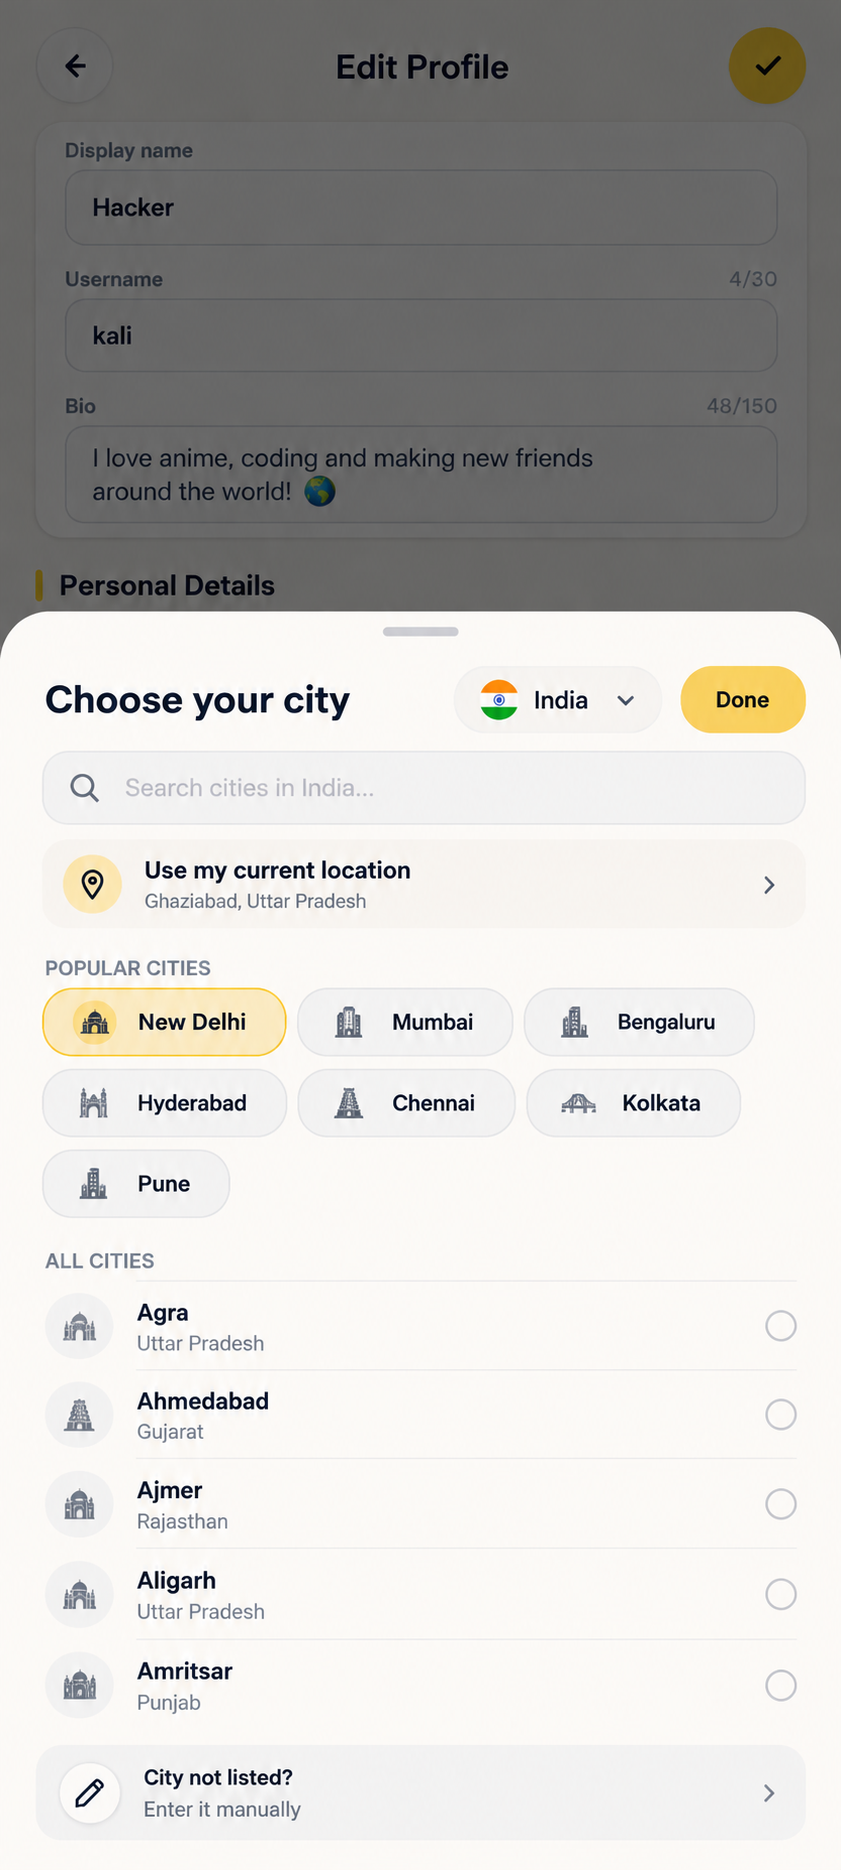 Edit Profile
Display name
Hacker
Username
4/30
kali
Bio
48/150
I love anime, coding and making new friends
around the world! 🌎
Personal Details
Choose your city
India
Done
Search cities in India...
Use my current location
Ghaziabad, Uttar Pradesh
POPULAR CITIES
New Delhi
Mumbai
Bengaluru
Hyderabad
Chennai
Kolkata
Pune
ALL CITIES
Agra
Uttar Pradesh
Ahmedabad
Gujarat
Ajmer
Rajasthan
Aligarh
Uttar Pradesh
Amritsar
Punjab
City not listed?
Enter it manually